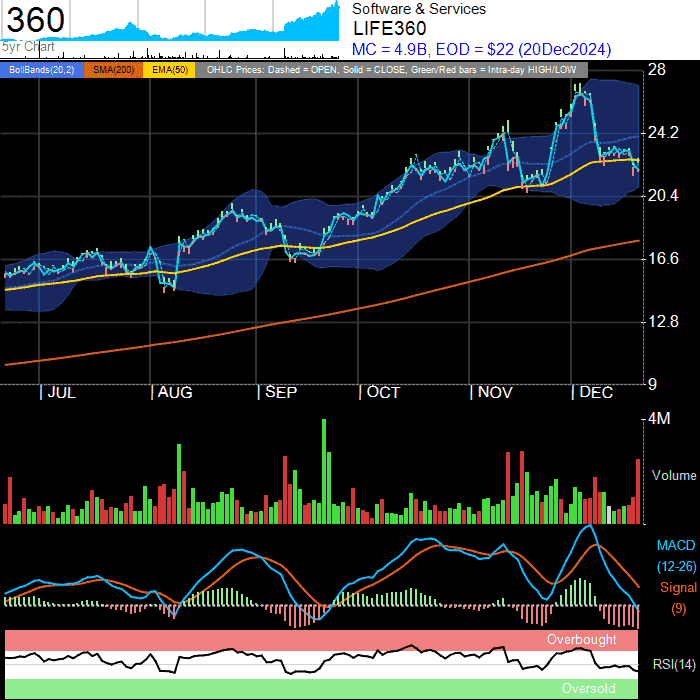 360
5yr Chart
Software & Services
LIFE360
MC = 4.9B, EOD = $22 (20Dec2024)
BollBands(20,2) SMA(200) EMA(50) OHLC Prices: Dashed = OPEN, Solid = CLOSE, Green/Red bars = Intra-day HIGH/LOW
28
24.2
20.4
16.6
12.8
9
JUL AUG SEP OCT NOV DEC
4M
Volume
MACD
(12-26)
Signal
(9)
Overbought
RSI(14)
Oversold